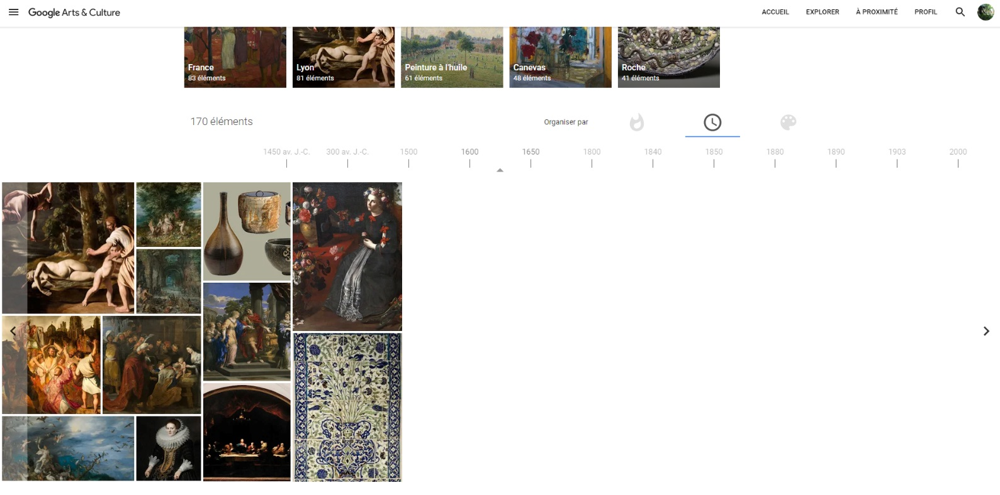 Google Arts & Culture
ACCUEIL EXPLORER À PROXIMITÉ PROFIL
France Lyon Peinture à l'huile Canevas Roche
83 éléments 81 éléments 61 éléments 48 éléments 41 éléments
170 éléments Organiser par
1450 av. J.-C. 300 av. J.-C. 1500 1600 1650 1800 1840 1850 1880 1890 1903 2000